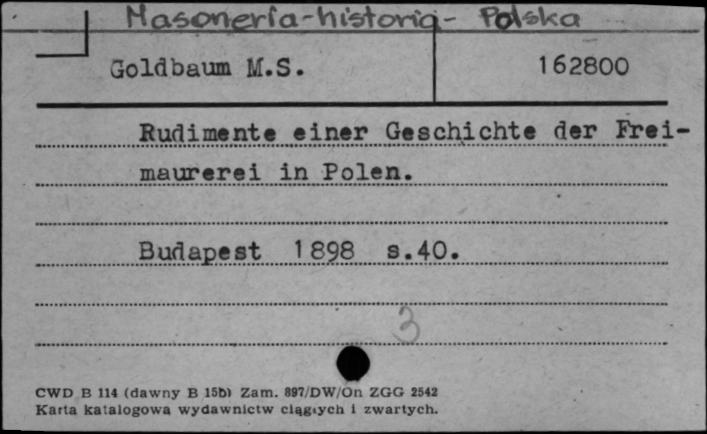 Masoneria-historia- Polska
Goldbaum M.S. 162800
Rudimente einer Geschichte der Frei-
maurerei in Polen.
Budapest 1898 s.40.
3
CWD B 114 (dawny B 15b) Zam. 897/DW/On ZGG 2542
Karta katalogowa wydawnictw ciągłych i zwartych.